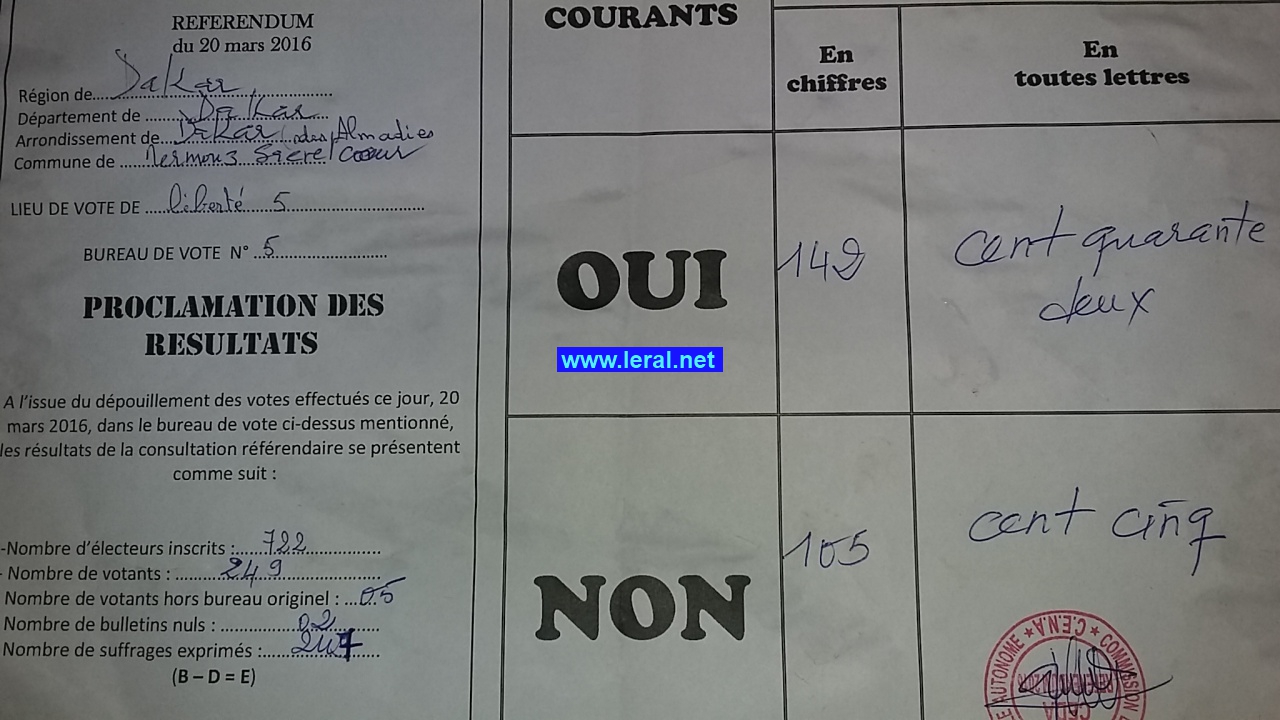 REFERENDUM
du 20 mars 2016
Région de Dakar
Département de Dakar
Arrondissement de Dakar des Almadies
Commune de Mermouz Sacré Cœur
LIEU DE VOTE DE liberté 5
BUREAU DE VOTE N° 5
PROCLAMATION DES
RESULTATS
A l'issue du dépouillement des votes effectués ce jour, 20
mars 2016, dans le bureau de vote ci-dessus mentionné,
les résultats de la consultation référendaire se présentent
comme suit :
-Nombre d'électeurs inscrits : 722
- Nombre de votants : 249
Nombre de votants hors bureau originel : 05
Nombre de bulletins nuls : 02
Nombre de suffrages exprimés : 247
(B – D = E)
COURANTS
En
chiffres
En
toutes lettres
OUI
142
cent quarante
deux
www.leral.net
NON
105
cent cinq
AUTONOME * C.E.N.A * COMMISSION